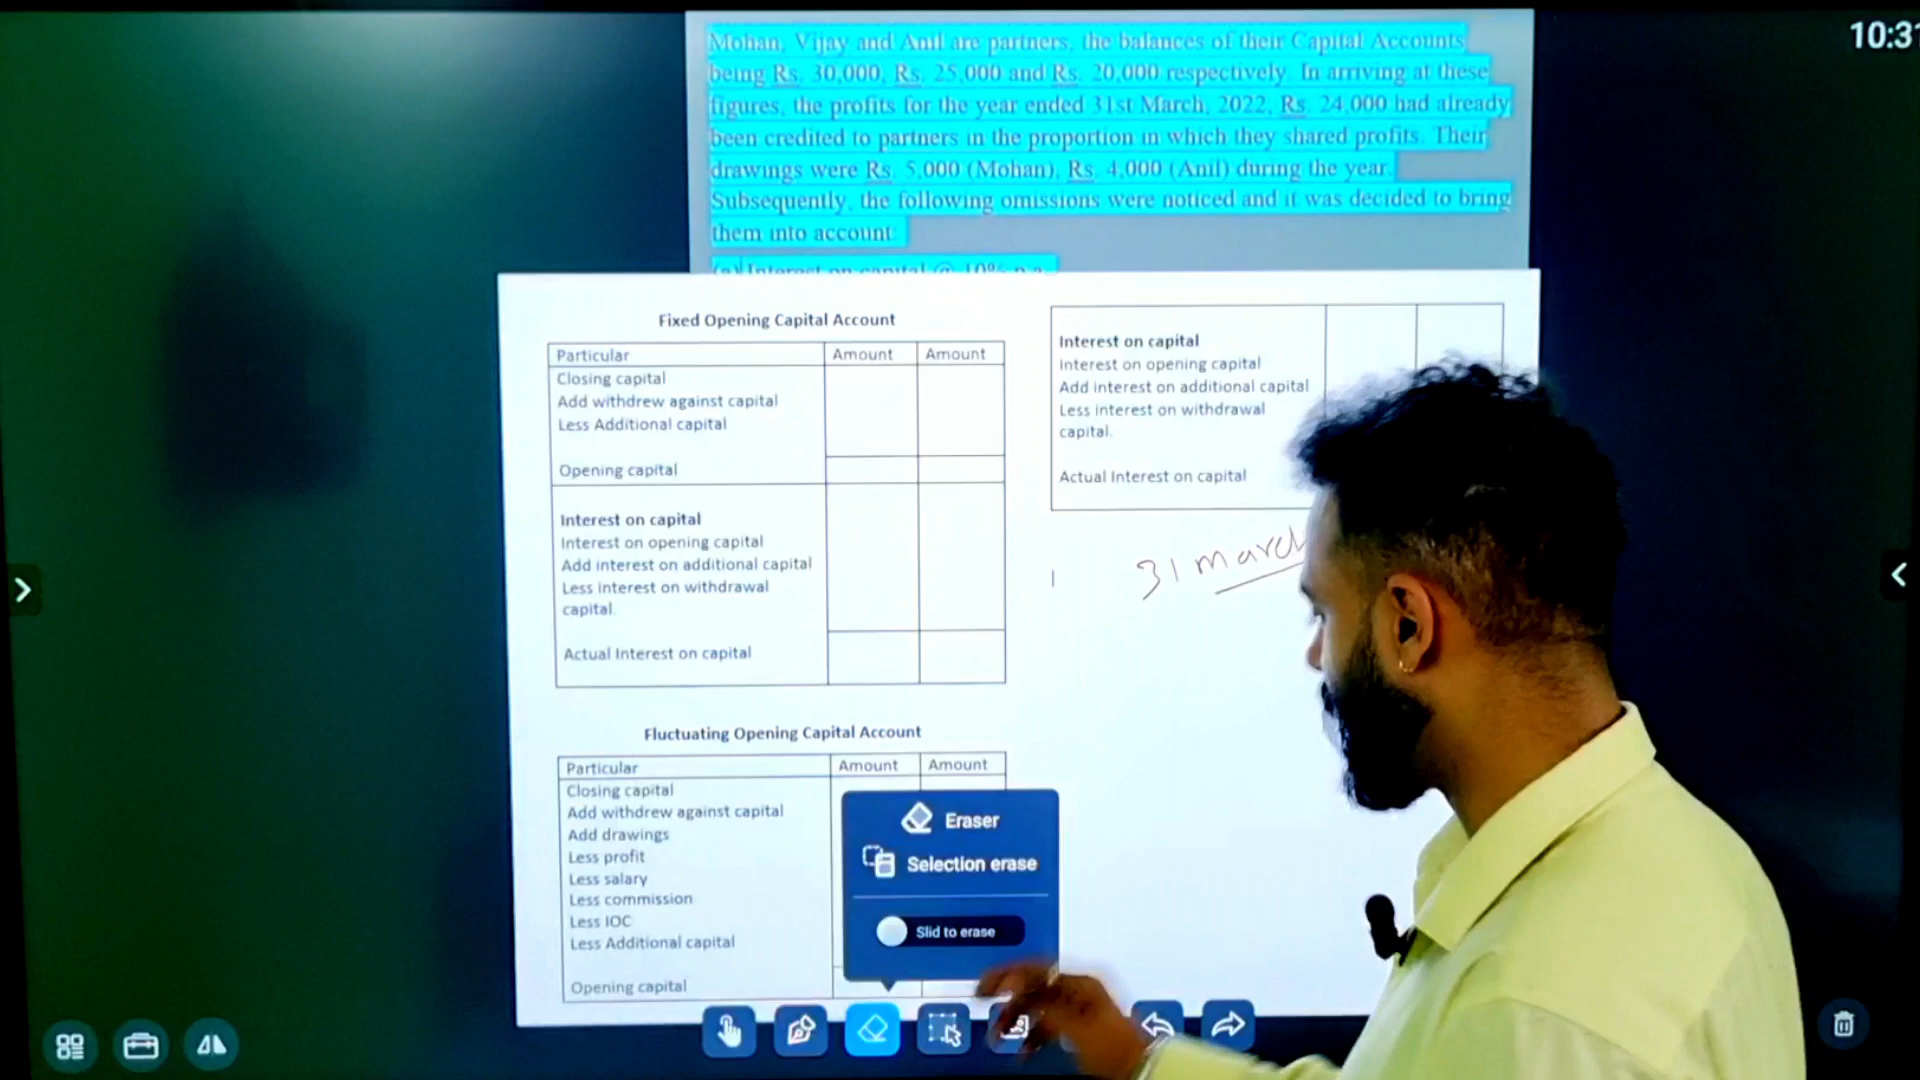 10:3
Mohan, Vijay and Anil are partners, the balances of their Capital Accounts
being Rs. 30,000, Rs. 25,000 and Rs. 20,000 respectively. In arriving at these
figures, the profits for the year ended 31st March, 2022, Rs. 24,000 had already
been credited to partners in the proportion in which they shared profits. Their
drawings were Rs. 5,000 (Mohan), Rs. 4,000 (Anil) during the year.
Subsequently, the following omissions were noticed and it was decided to bring
them into account:
(a) Interest on capital @ 10% p.a.
Fixed Opening Capital Account
Particular Amount Amount
Closing capital
Add withdrew against capital
Less Additional capital
Opening capital
Interest on capital
Interest on opening capital
Add interest on additional capital
Less interest on withdrawal
capital.
Actual Interest on capital
Interest on capital
Interest on opening capital
Add interest on additional capital
Less interest on withdrawal
capital.
Actual Interest on capital
31 march
Fluctuating Opening Capital Account
Particular Amount Amount
Closing capital
Add withdrew against capital
Add drawings
Less profit
Less salary
Less commission
Less IOC
Less Additional capital
Opening capital
Eraser
Selection erase
Slid to erase